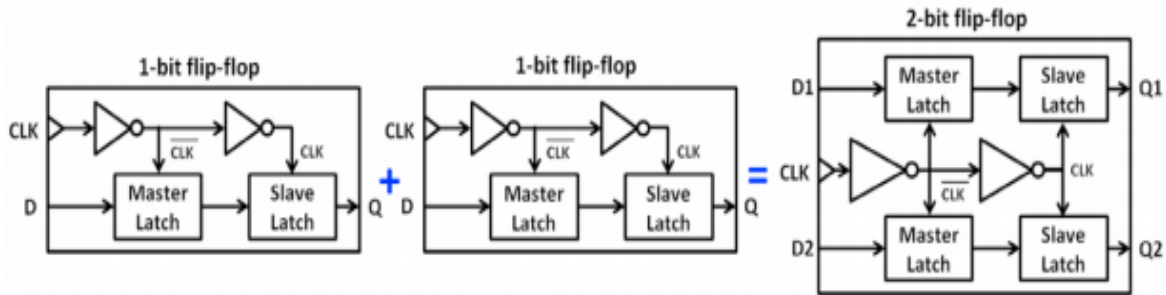 1-bit flip-flop
CLK
CLK
CLK
D
Master
Latch
Slave
Latch
Q
+
1-bit flip-flop
CLK
CLK
CLK
D
Master
Latch
Slave
Latch
Q
=
2-bit flip-flop
D1
Master
Latch
Slave
Latch
Q1
CLK
CLK
CLK
D2
Master
Latch
Slave
Latch
Q2